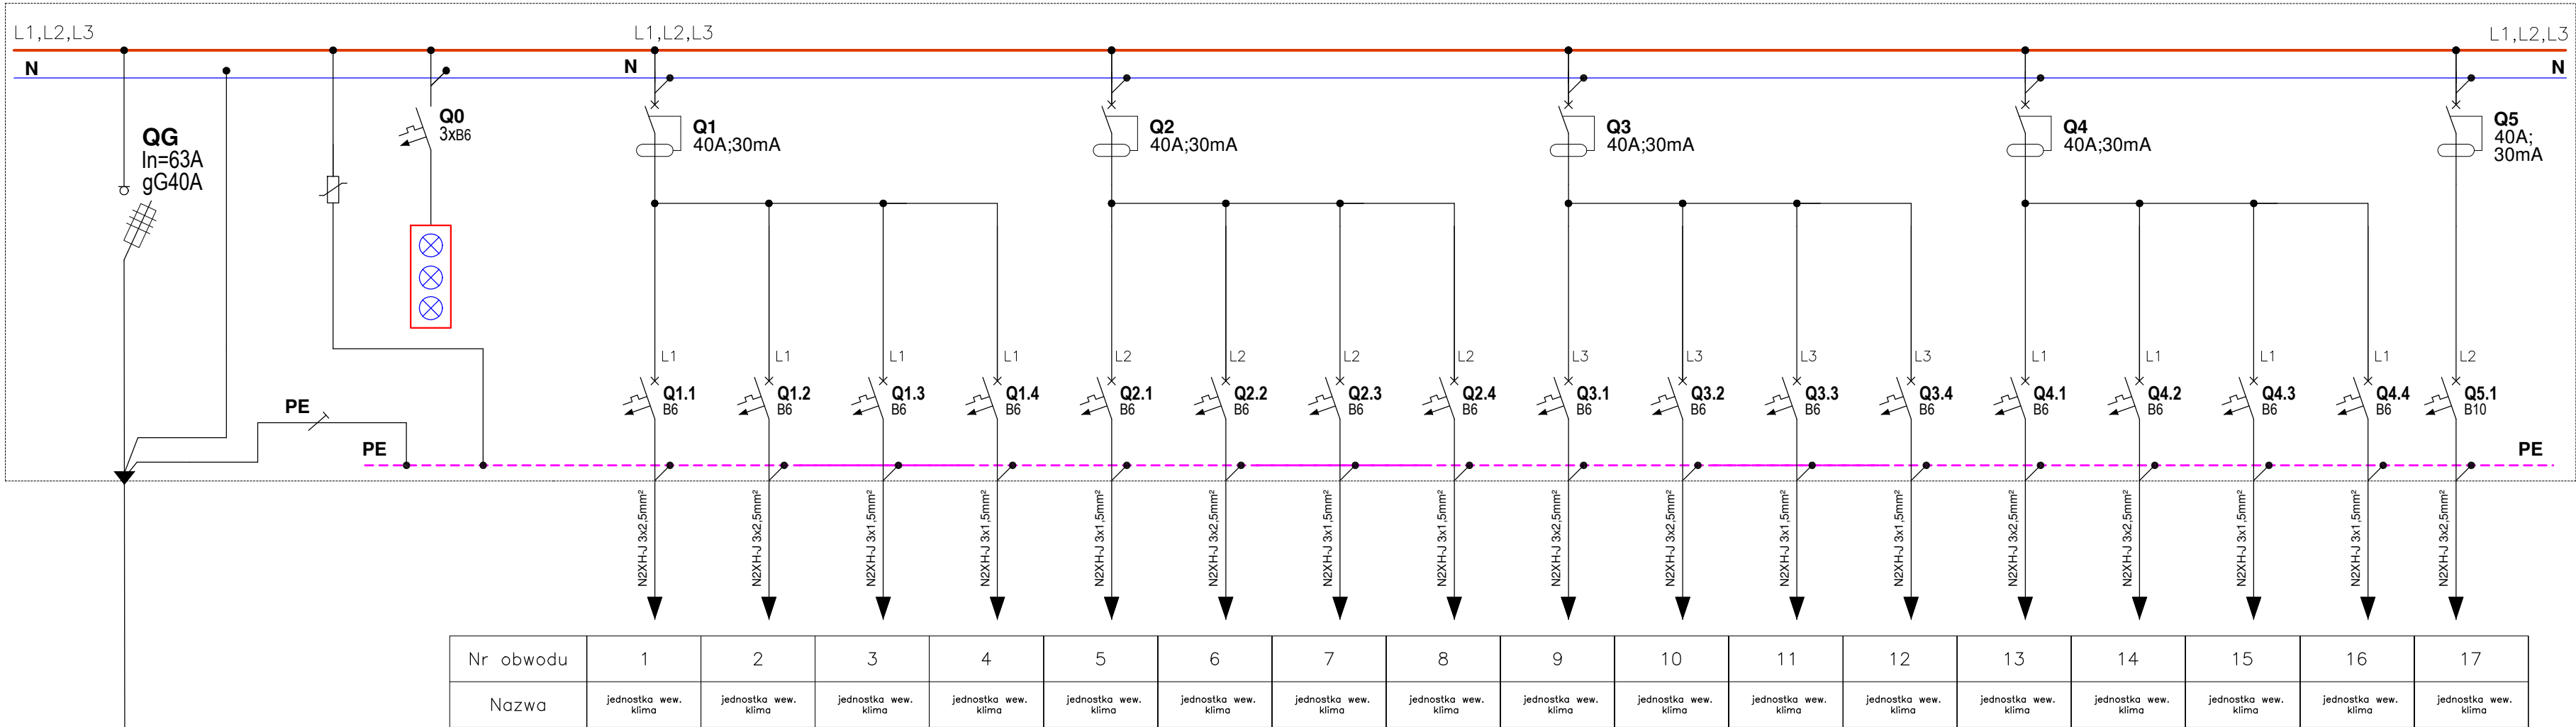 L1,L2,L3
L1,L2,L3
L1,L2,L3
N
N
N
QG
In=63A
gG40A
Q0
3xB6
Q1
40A;30mA
Q2
40A;30mA
Q3
40A;30mA
Q4
40A;30mA
Q5
40A;
30mA
L1
L1
L1
L1
L2
L2
L2
L2
L3
L3
L3
L3
L1
L1
L1
L1
L2
Q1.1
B6
Q1.2
B6
Q1.3
B6
Q1.4
B6
Q2.1
B6
Q2.2
B6
Q2.3
B6
Q2.4
B6
Q3.1
B6
Q3.2
B6
Q3.3
B6
Q3.4
B6
Q4.1
B6
Q4.2
B6
Q4.3
B6
Q4.4
B6
Q5.1
B10
PE
PE
PE
N2XH-J 3x2,5mm²
N2XH-J 3x2,5mm²
N2XH-J 3x1,5mm²
N2XH-J 3x1,5mm²
N2XH-J 3x1,5mm²
N2XH-J 3x2,5mm²
N2XH-J 3x1,5mm²
N2XH-J 3x1,5mm²
N2XH-J 3x2,5mm²
N2XH-J 3x2,5mm²
N2XH-J 3x1,5mm²
N2XH-J 3x1,5mm²
N2XH-J 3x2,5mm²
N2XH-J 3x1,5mm²
N2XH-J 3x1,5mm²
N2XH-J 3x1,5mm²
N2XH-J 3x2,5mm²
Nr obwodu 1 2 3 4 5 6 7 8 9 10 11 12 13 14 15 16 17
Nazwa
jednostka wew.
klima
jednostka wew.
klima
jednostka wew.
klima
jednostka wew.
klima
jednostka wew.
klima
jednostka wew.
klima
jednostka wew.
klima
jednostka wew.
klima
jednostka wew.
klima
jednostka wew.
klima
jednostka wew.
klima
jednostka wew.
klima
jednostka wew.
klima
jednostka wew.
klima
jednostka wew.
klima
jednostka wew.
klima
jednostka wew.
klima